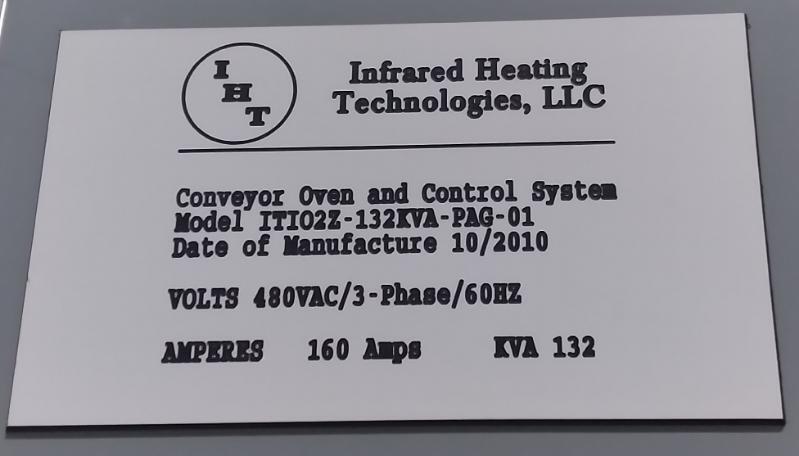 I
H
T
Infrared Heating
Technologies, LLC
Conveyor Oven and Control System
Model ITI02Z-132KVA-PAG-01
Date of Manufacture 10/2010
VOLTS 480VAC/3-Phase/60HZ
AMPERES 160 Amps KVA 132